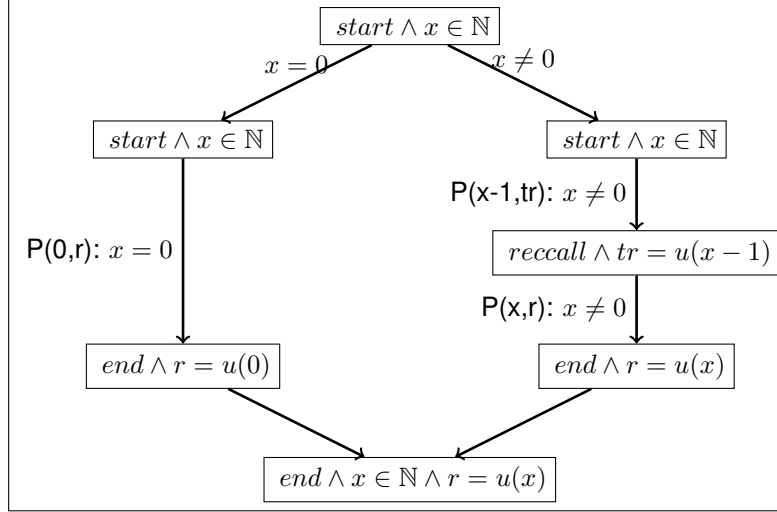 start ∧ x ∈ ℕ
x = 0
x ≠ 0
start ∧ x ∈ ℕ
start ∧ x ∈ ℕ
P(x-1,tr): x ≠ 0
P(0,r): x = 0
reccall ∧ tr = u(x − 1)
P(x,r): x ≠ 0
end ∧ r = u(0)
end ∧ r = u(x)
end ∧ x ∈ ℕ ∧ r = u(x)